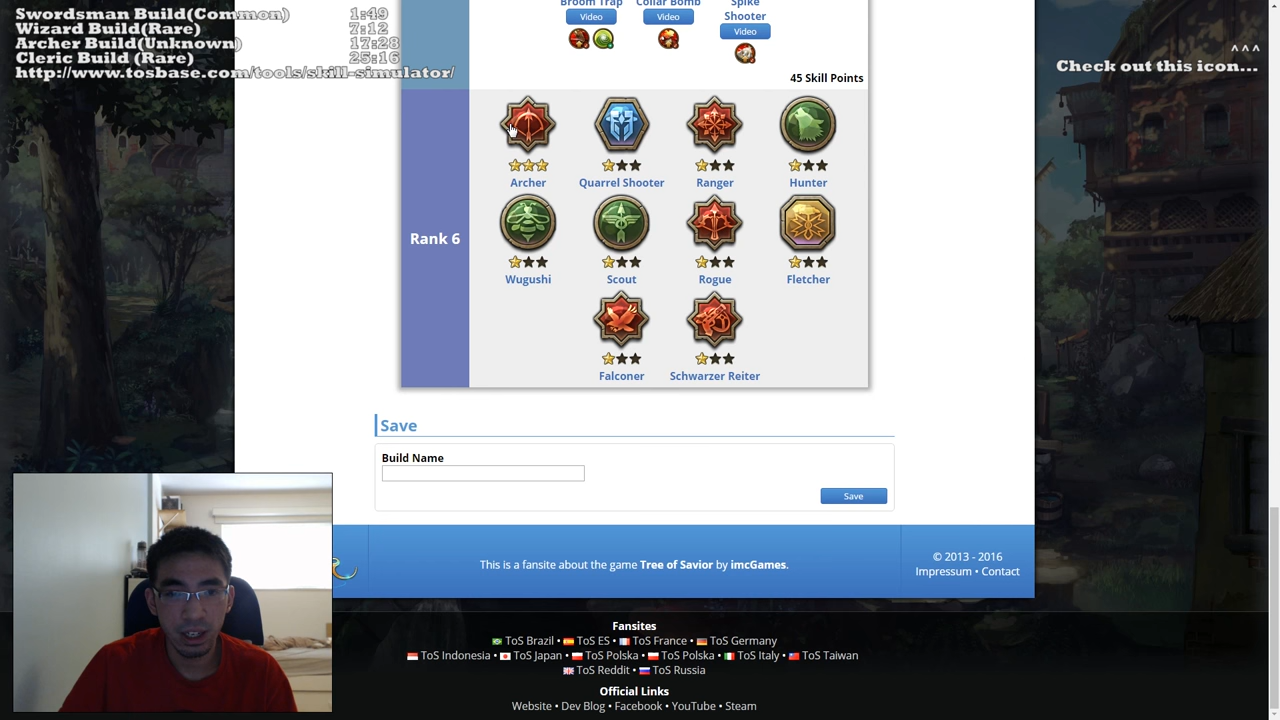 Swordsman Build(Common) 1:49
Wizard Build(Rare) 7:12
Archer Build(Unknown) 17:28
Cleric Build (Rare) 25:16
http://www.tosbase.com/tools/skill-simulator/
^^^
Check out this icon...
Broom Trap Collar Bomb Spike Shooter
Video Video Video
45 Skill Points
Rank 6
Archer Quarrel Shooter Ranger Hunter
Wugushi Scout Rogue Fletcher
Falconer Schwarzer Reiter
Save
Build Name
Save
This is a fansite about the game Tree of Savior by imcGames.
© 2013 - 2016
Impressum • Contact
Fansites
ToS Brazil • ToS ES • ToS France • ToS Germany
ToS Indonesia • ToS Japan • ToS Polska • ToS Polska • ToS Italy • ToS Taiwan
ToS Reddit • ToS Russia
Official Links
Website • Dev Blog • Facebook • YouTube • Steam